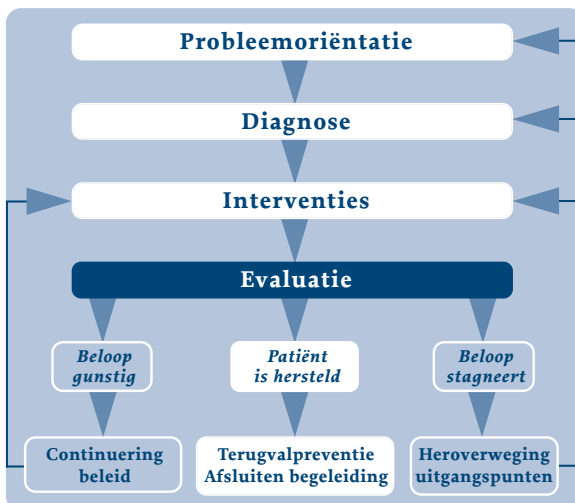 Probleemoriëntatie
Diagnose
Interventies
Evaluatie
Beloop
gunstig
Patiënt
is hersteld
Beloop
stagneert
Continuering
beleid
Terugvalpreventie
Afsluiten begeleiding
Heroverweging
uitgangspunten